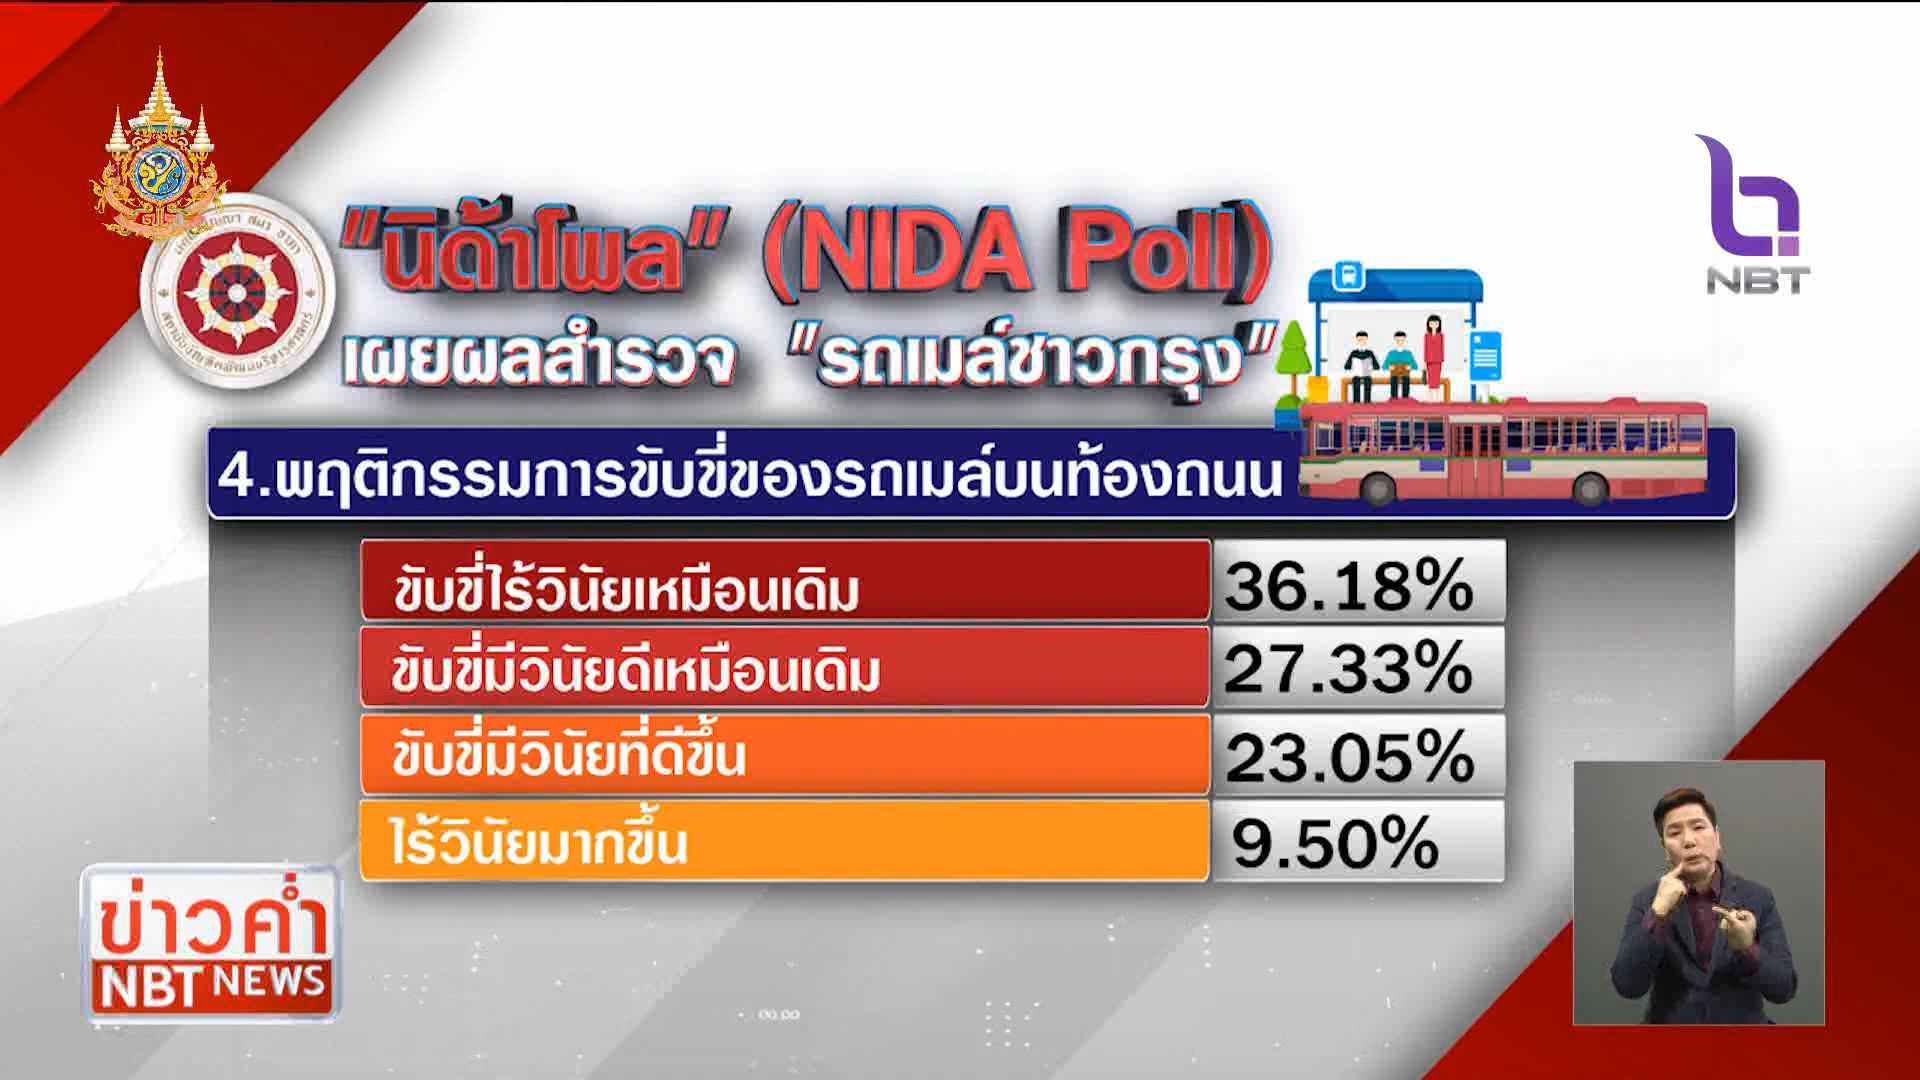 "นิด้าโพล" (NIDA Poll)
เผยผลสำรวจ "รถเมล์ชาวกรุง"
NBT
4.พฤติกรรมการขับขี่ของรถเมล์บนท้องถนน
ขับขี่ไร้วินัยเหมือนเดิม 36.18%
ขับขี่มีวินัยดีเหมือนเดิม 27.33%
ขับขี่มีวินัยที่ดีขึ้น 23.05%
ไร้วินัยมากขึ้น 9.50%
ข่าวค่ำ
NBT NEWS